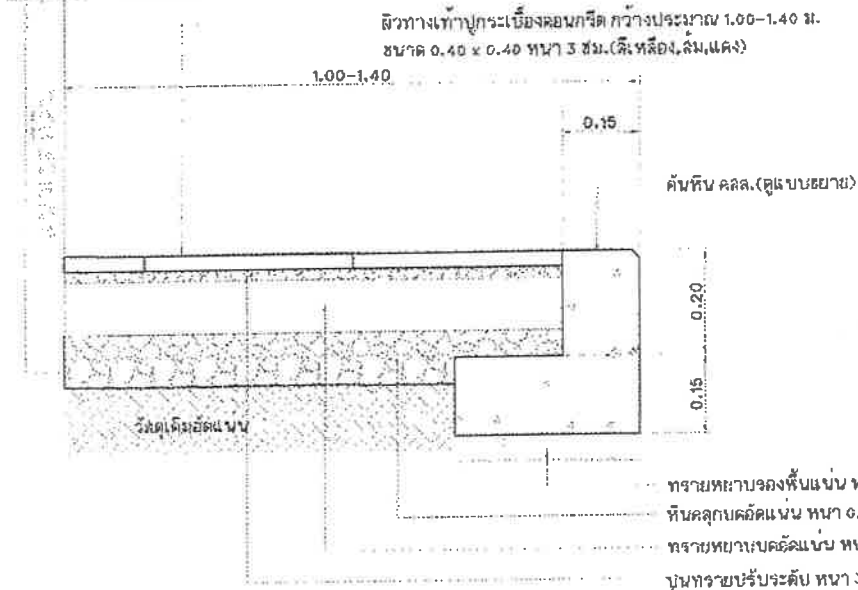 ผิวทางเท้าปูกระเบื้องคอนกรีต กว้างประมาณ 1.00-1.40 ม.
ขนาด 0.40 x 0.40 หนา 3 ซม.(สีเหลือง,ส้ม,แดง)
1.00-1.40
0.15
คันหิน คสล.(ดูแบบขยาย)
0.20
0.15
วัสดุเดิมอัดแน่น
ทรายหยาบรองพื้นแน่น
หินคลุกบดอัดแน่น หนา 0.
ทรายหยาบบดอัดแน่น
ปูนทรายปรับระดับ หนา 3